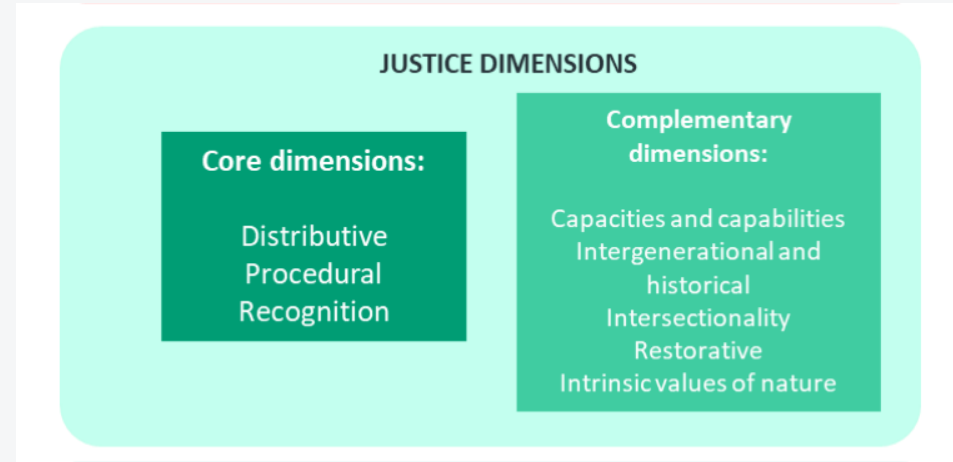 JUSTICE DIMENSIONS
Core dimensions:
Distributive
Procedural
Recognition
Complementary
dimensions:
Capacities and capabilities
Intergenerational and
historical
Intersectionality
Restorative
Intrinsic values of nature